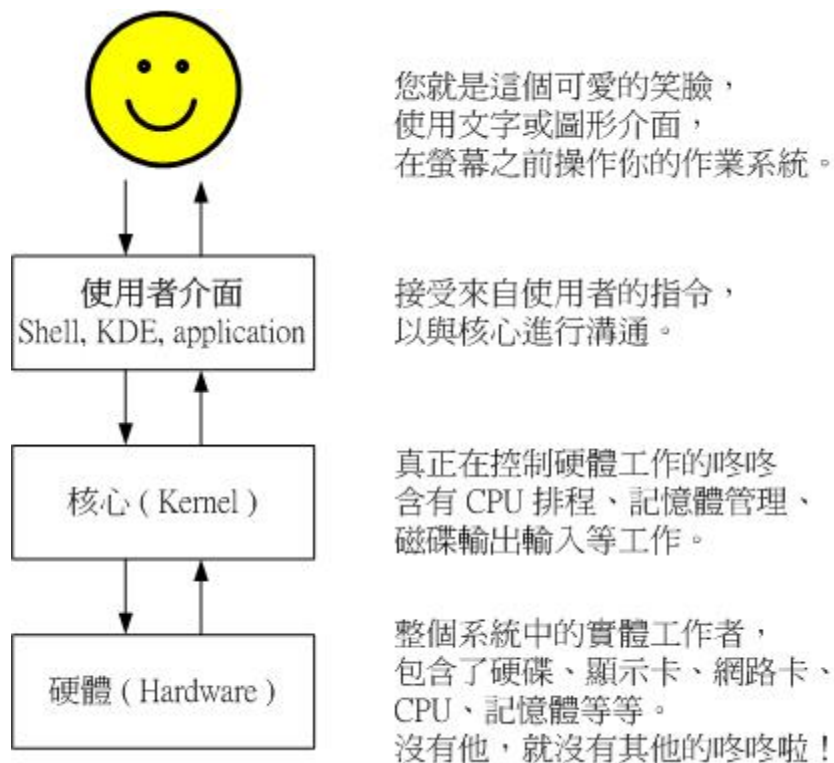 您就是這個可愛的笑臉，
使用文字或圖形介面，
在螢幕之前操作你的作業系統。
使用者介面
Shell, KDE, application
接受來自使用者的指令，
以與核心進行溝通。
核心 ( Kernel )
真正在控制硬體工作的咚咚
含有 CPU 排程、記憶體管理、
磁碟輸出輸入等工作。
硬體 ( Hardware )
整個系統中的實體工作者，
包含了硬碟、顯示卡、網路卡、
CPU、記憶體等等。
沒有他，就沒有其他的咚咚啦！